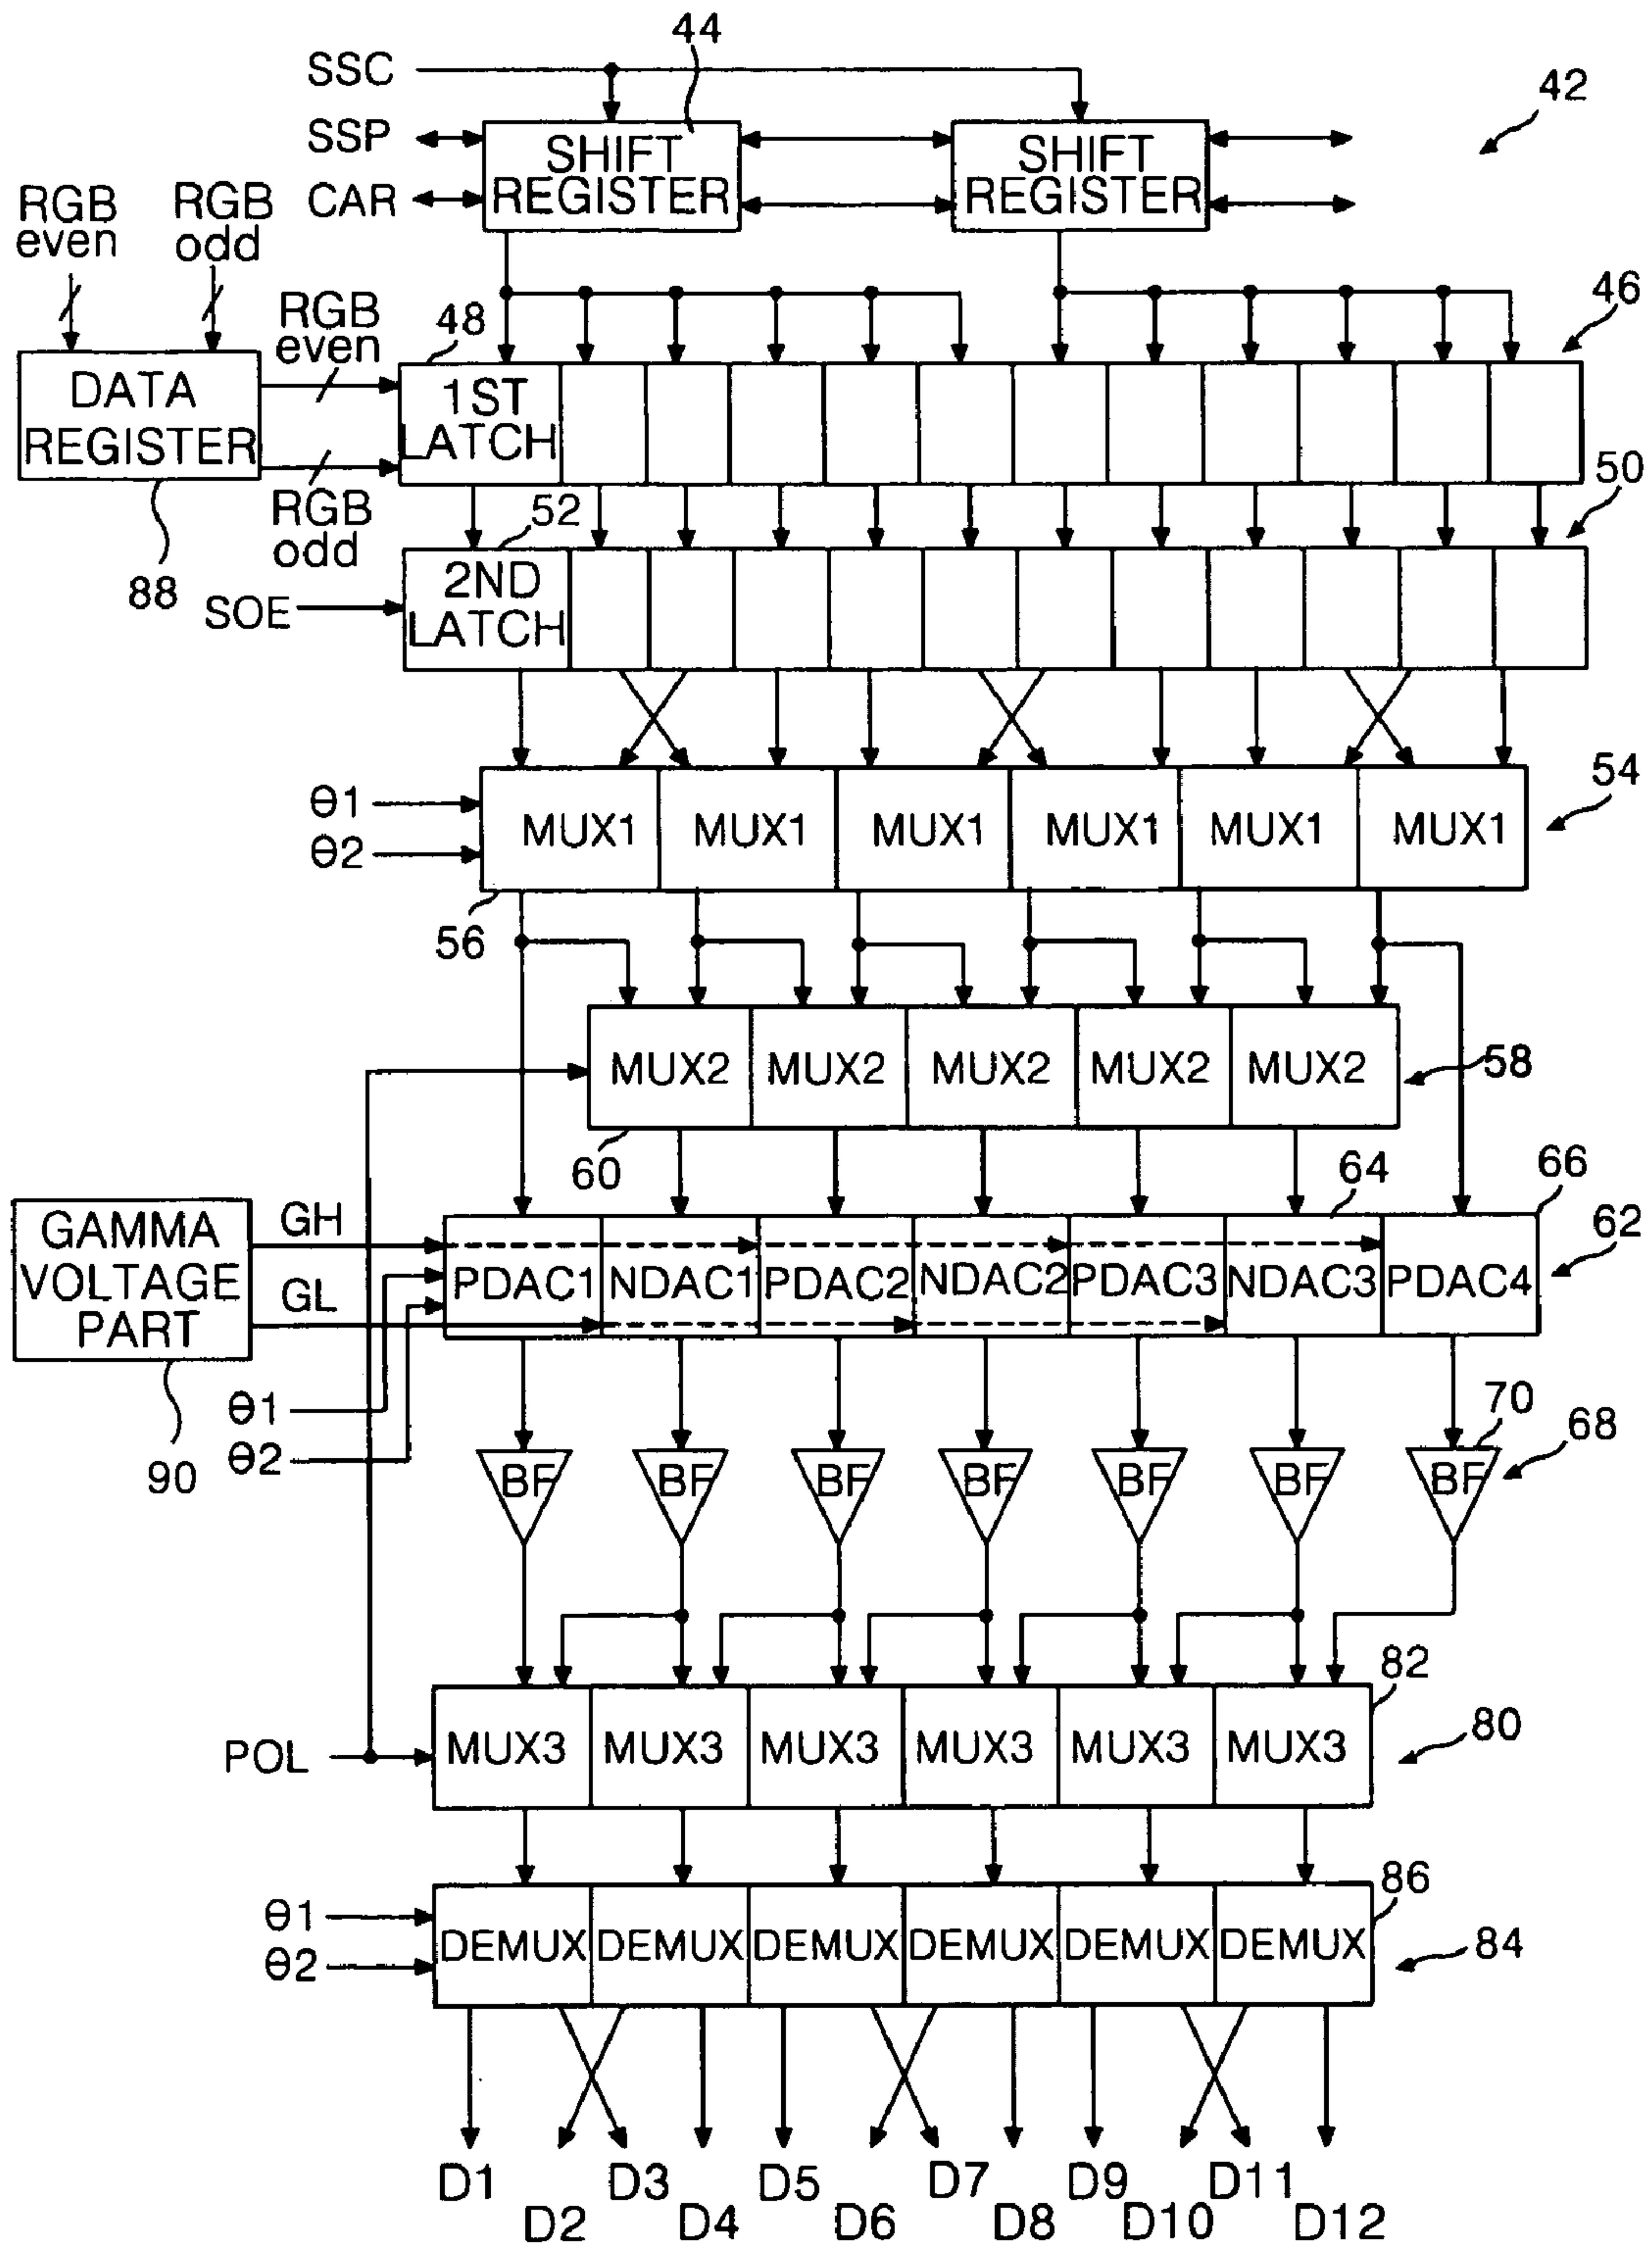 44
SSC
42
SSP
SHIFT REGISTER
SHIFT REGISTER
CAR
RGB even
RGB odd
RGB even
48
46
DATA REGISTER
1ST LATCH
RGB odd
52
50
88
SOE
2ND LATCH
54
θ1
MUX1 MUX1 MUX1 MUX1 MUX1 MUX1
θ2
56
MUX2 MUX2 MUX2 MUX2 MUX2
58
60
64
66
GAMMA VOLTAGE PART
GH
62
GL
PDAC1 NDAC1 PDAC2 NDAC2 PDAC3 NDAC3 PDAC4
θ1
70
68
θ2
90
BF BF BF BF BF BF BF
82
POL
MUX3 MUX3 MUX3 MUX3 MUX3 MUX3
80
86
θ1
DEMUX DEMUX DEMUX DEMUX DEMUX DEMUX
84
θ2
D1 D3 D5 D7 D9 D11
D2 D4 D6 D8 D10 D12